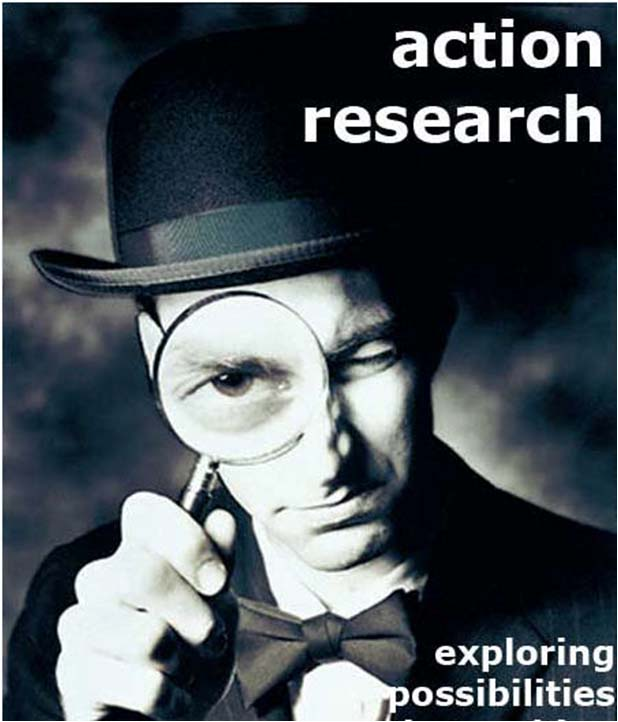 action
research
exploring
possibilities